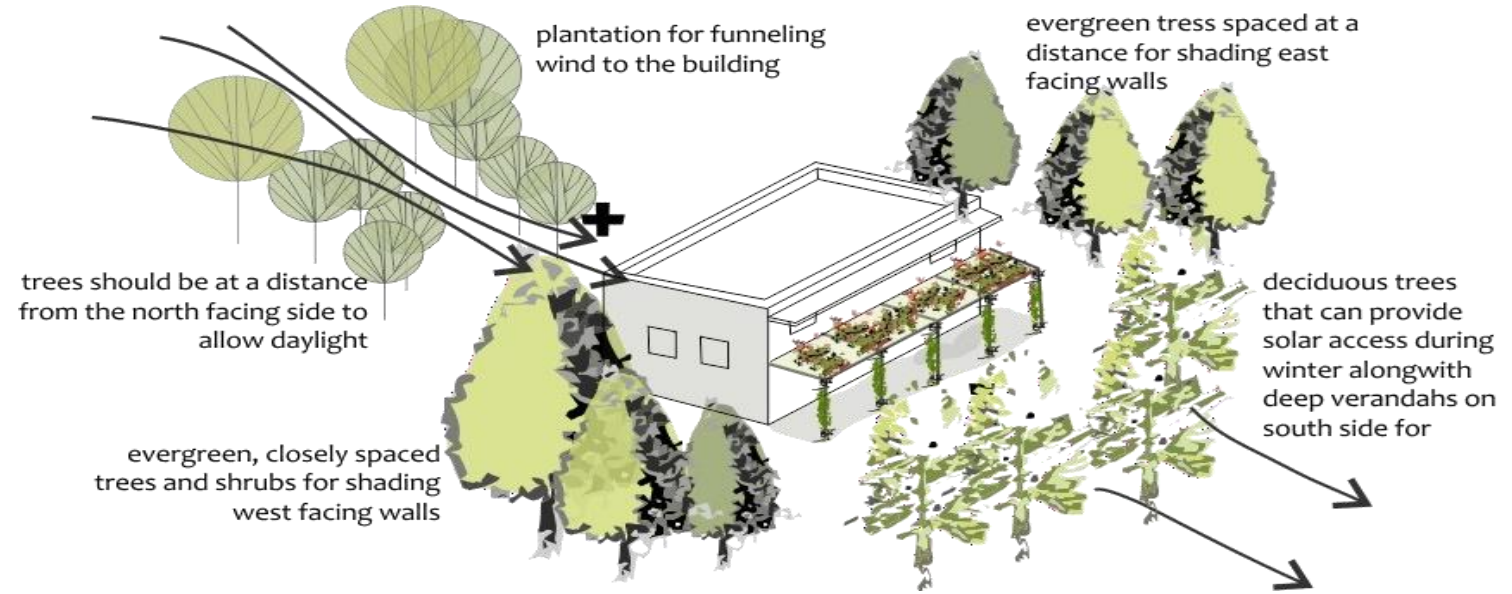 plantation for funneling
wind to the building
evergreen tress spaced at a
distance for shading east
facing walls
trees should be at a distance
from the north facing side to
allow daylight
deciduous trees
that can provide
solar access during
winter alongwith
deep verandahs on
south side for
evergreen, closely spaced
trees and shrubs for shading
west facing walls